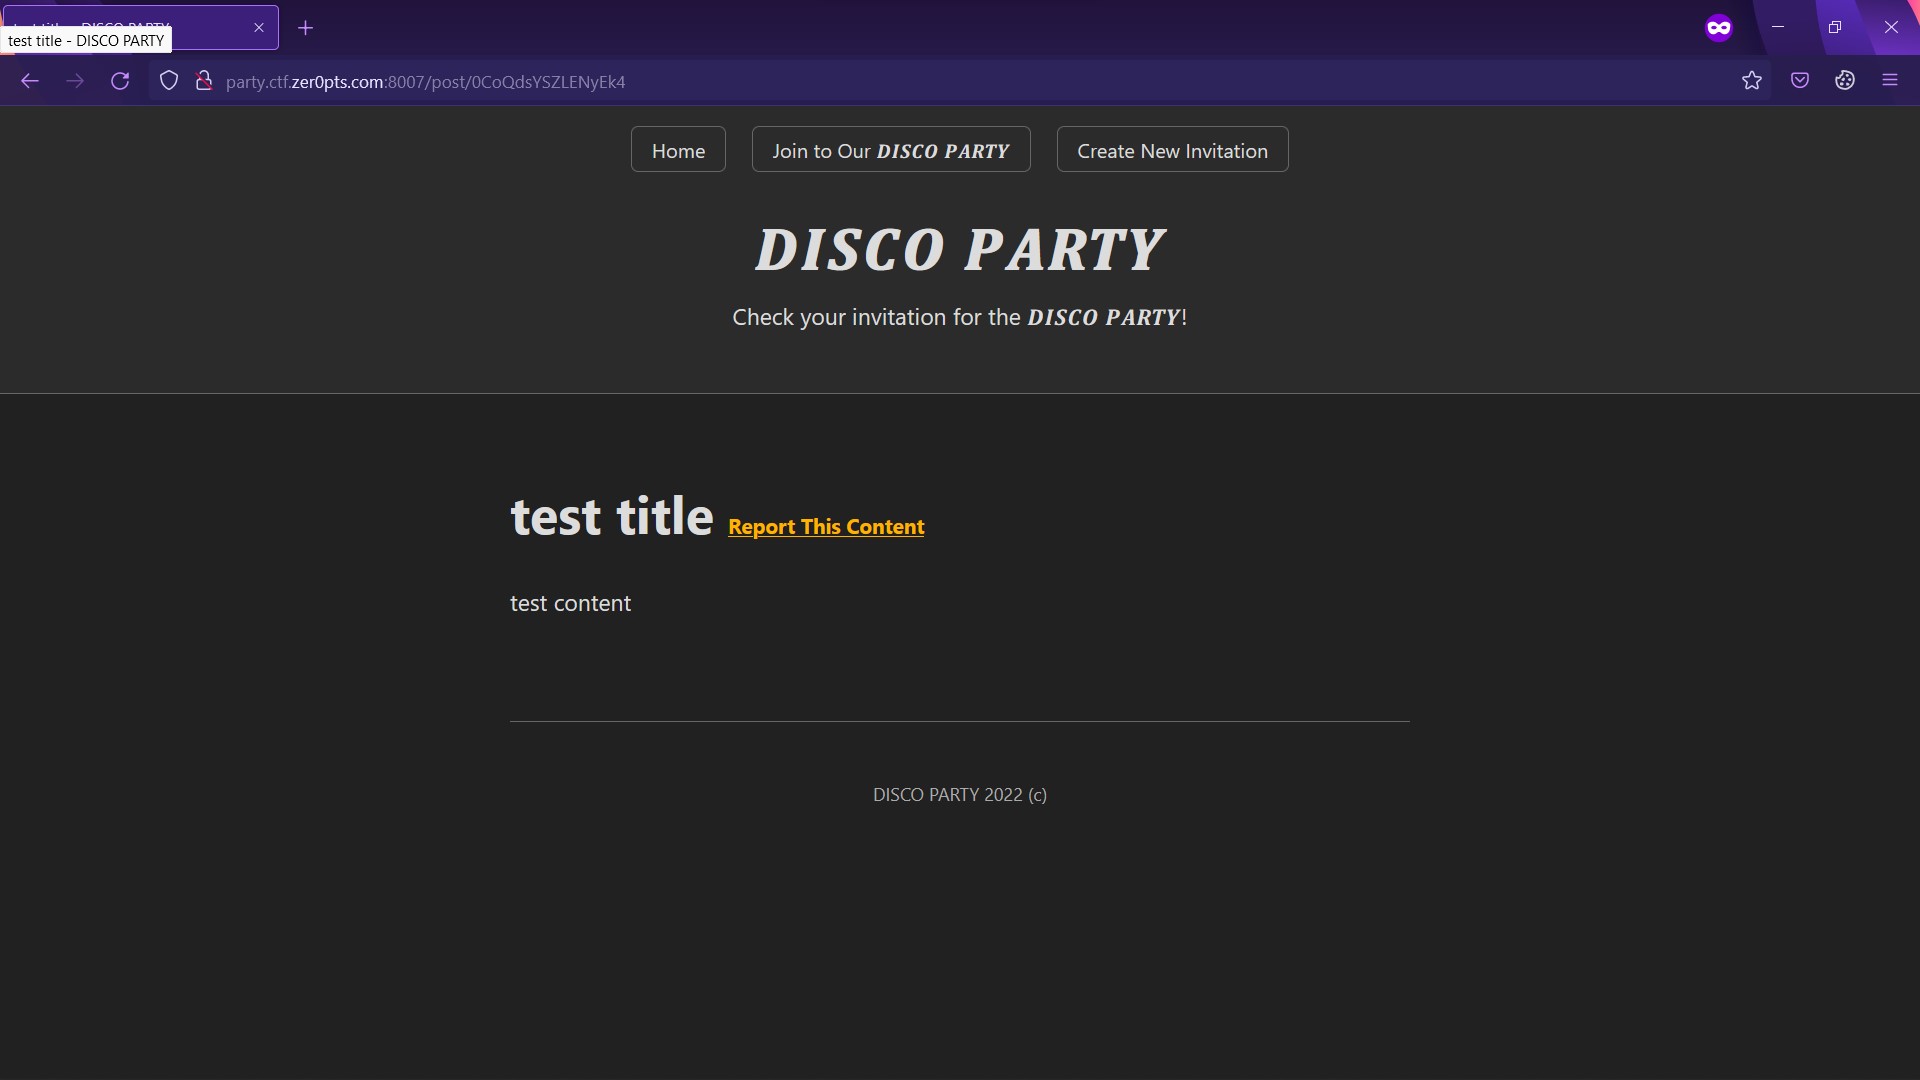 test title - DISCO PARTY
party.ctf.zer0pts.com:8007/post/0CoQdsYSZLENyEk4
Home
Join to Our DISCO PARTY
Create New Invitation
DISCO PARTY
Check your invitation for the DISCO PARTY!
test title Report This Content
test content
DISCO PARTY 2022 (c)